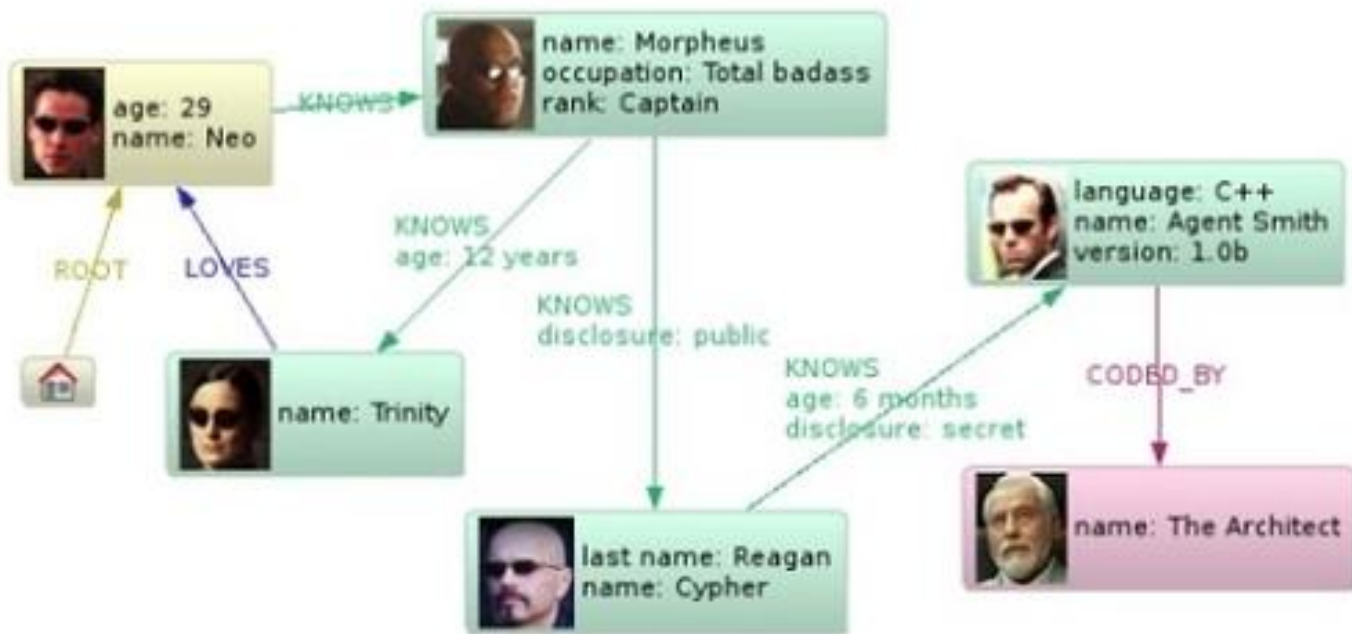 name: Morpheus
occupation: Total badass
rank: Captain
age: 29
name: Neo
KNOWS
language: C++
name: Agent Smith
version: 1.0b
KNOWS
age: 12 years
ROOT
LOVES
KNOWS
disclosure: public
KNOWS
age: 6 months
disclosure: secret
CODED_BY
name: Trinity
name: The Architect
last name: Reagan
name: Cypher